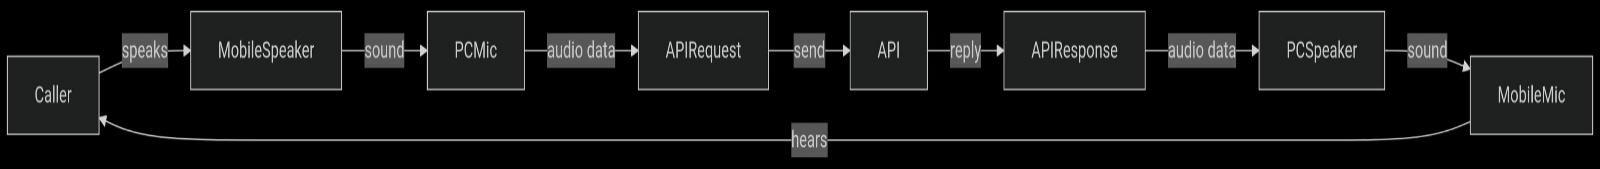 Caller
speaks
MobileSpeaker
sound
PCMic
audio data
APIRequest
send
API
reply
APIResponse
audio data
PCSpeaker
sound
MobileMic
hears